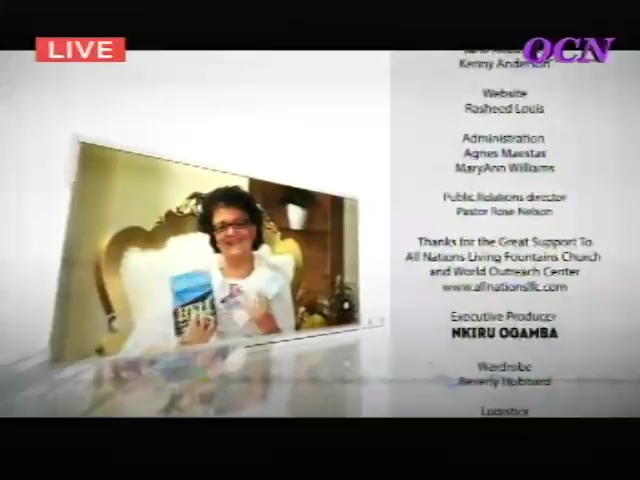 LIVE
OCN
Kenny Anderson
Website
Rasheed Louis
Administration
Agnes Maestas
MaryAnn Williams
Public Relations director
Pastor Rose Nelson
Thanks for the Great Support To
All Nations Living Fountains Church
and World Outreach Center
www.allnationslfc.com
Executive Producer
NKIRU OGAMBA
Wardrobe
Beverly Hubbard
Logistics